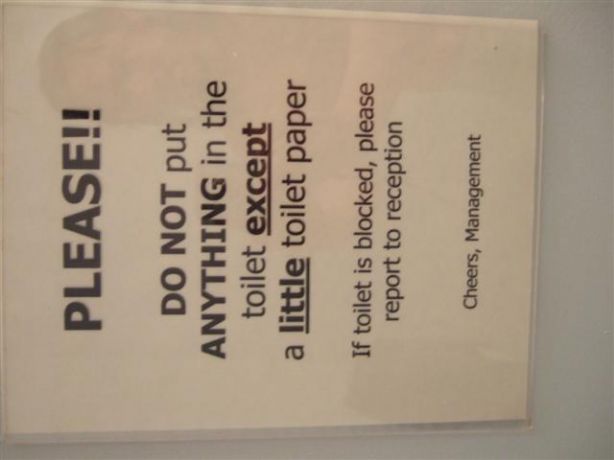 PLEASE!!
DO NOT put
ANYTHING in the
toilet except
a little toilet paper
If toilet is blocked, please
report to reception
Cheers, Management